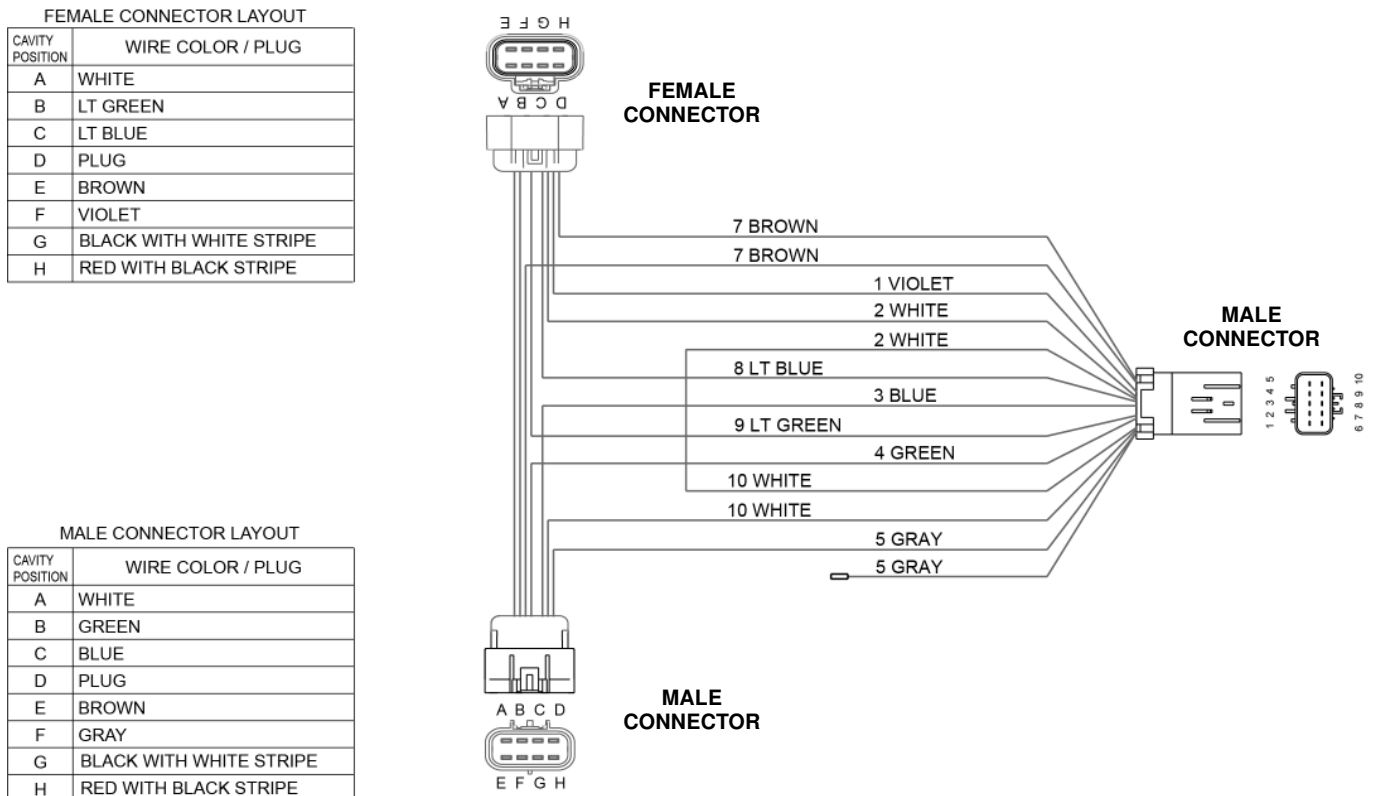 FEMALE CONNECTOR LAYOUT
CAVITY POSITION WIRE COLOR / PLUG
A WHITE
B LT GREEN
C LT BLUE
D PLUG
E BROWN
F VIOLET
G BLACK WITH WHITE STRIPE
H RED WITH BLACK STRIPE
E F G H
A B C D
FEMALE
CONNECTOR
7 BROWN
7 BROWN
1 VIOLET
2 WHITE
2 WHITE
8 LT BLUE
3 BLUE
9 LT GREEN
4 GREEN
10 WHITE
10 WHITE
5 GRAY
5 GRAY
MALE
CONNECTOR
1 2 3 4 5
6 7 8 9 10
MALE CONNECTOR LAYOUT
CAVITY POSITION WIRE COLOR / PLUG
A WHITE
B GREEN
C BLUE
D PLUG
E BROWN
F GRAY
G BLACK WITH WHITE STRIPE
H RED WITH BLACK STRIPE
A B C D
E F G H
MALE
CONNECTOR